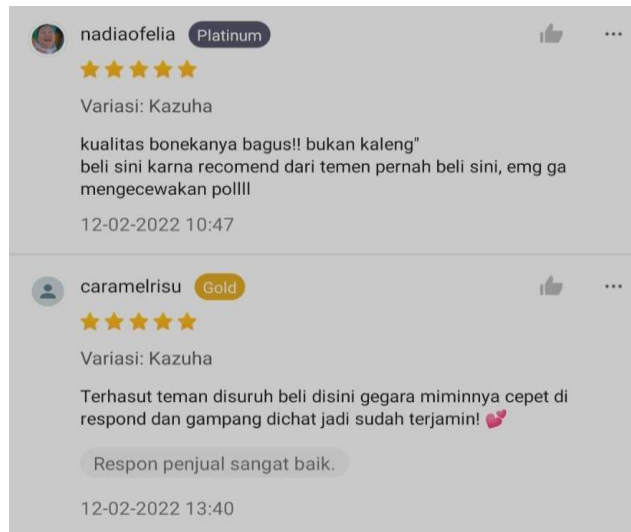 nadiaofelia Platinum
Variasi: Kazuha
kualitas bonekanya bagus!! bukan kaleng"
beli sini karna recomend dari temen pernah beli sini, emg ga
mengecewakan pollll
12-02-2022 10:47
caramelrisu Gold
Variasi: Kazuha
Terhasut teman disuruh beli disini gegara miminnya cepet di
respond dan gampang dichat jadi sudah terjamin! 💕
Respon penjual sangat baik.
12-02-2022 13:40